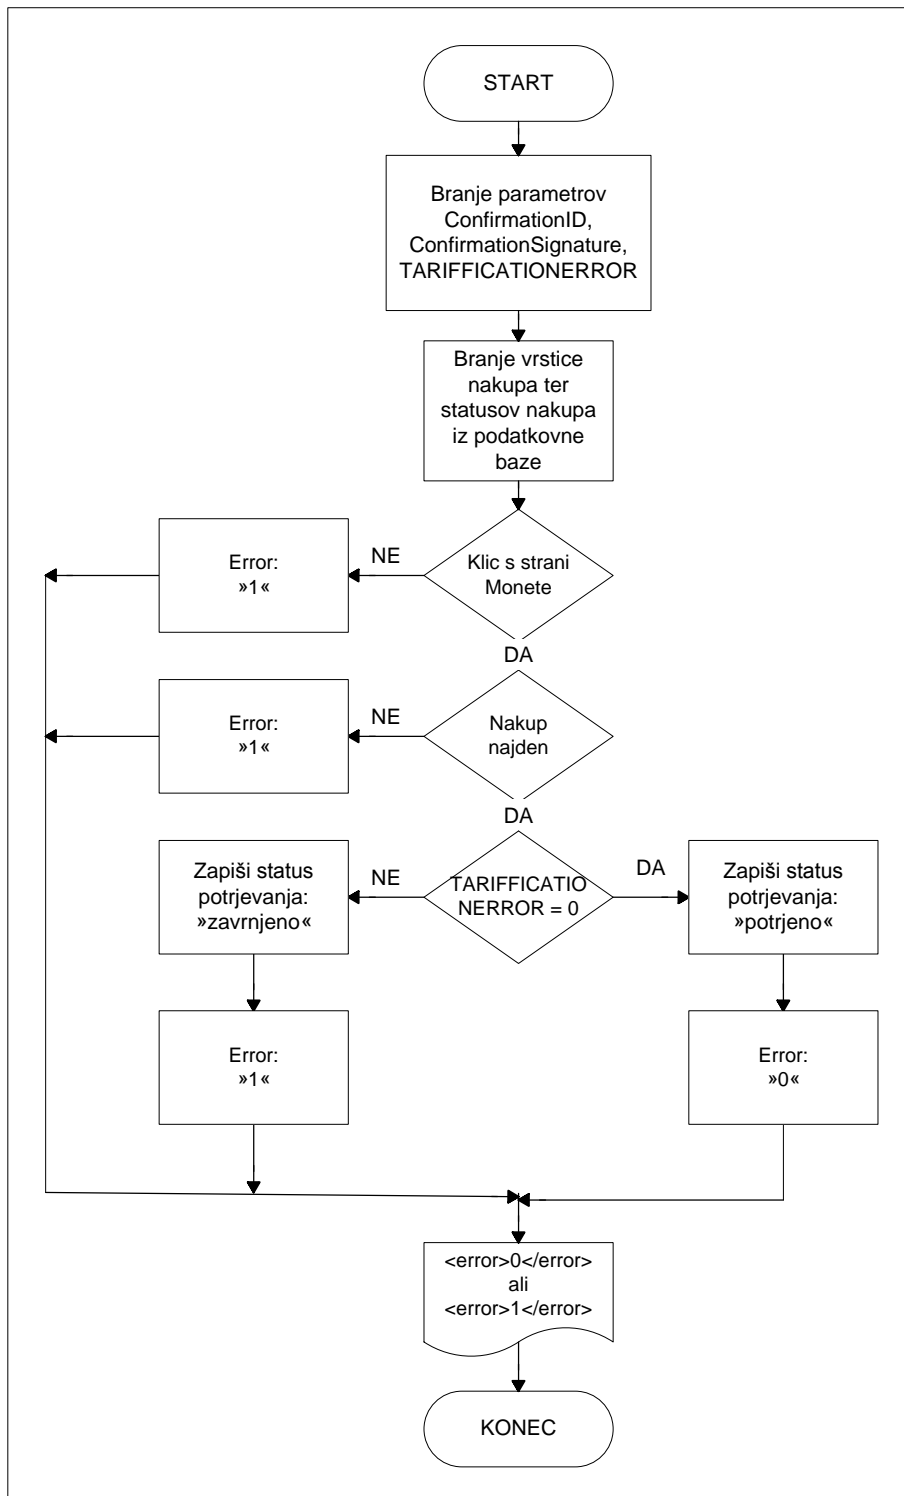 START
Branje parametrov
ConfirmationID,
ConfirmationSignature,
TARIFFICATIONERROR
Branje vrstice
nakupa ter
statusov nakupa
iz podatkovne
baze
Klic s strani
Monete
NE
Error:
»1«
DA
Nakup
najden
NE
Error:
»1«
DA
TARIFFICATIO
NERROR = 0
NE
DA
Zapiši status
potrjevanja:
»zavrnjeno«
Zapiši status
potrjevanja:
»potrjeno«
Error:
»1«
Error:
»0«
<error>0</error>
ali
<error>1</error>
KONEC